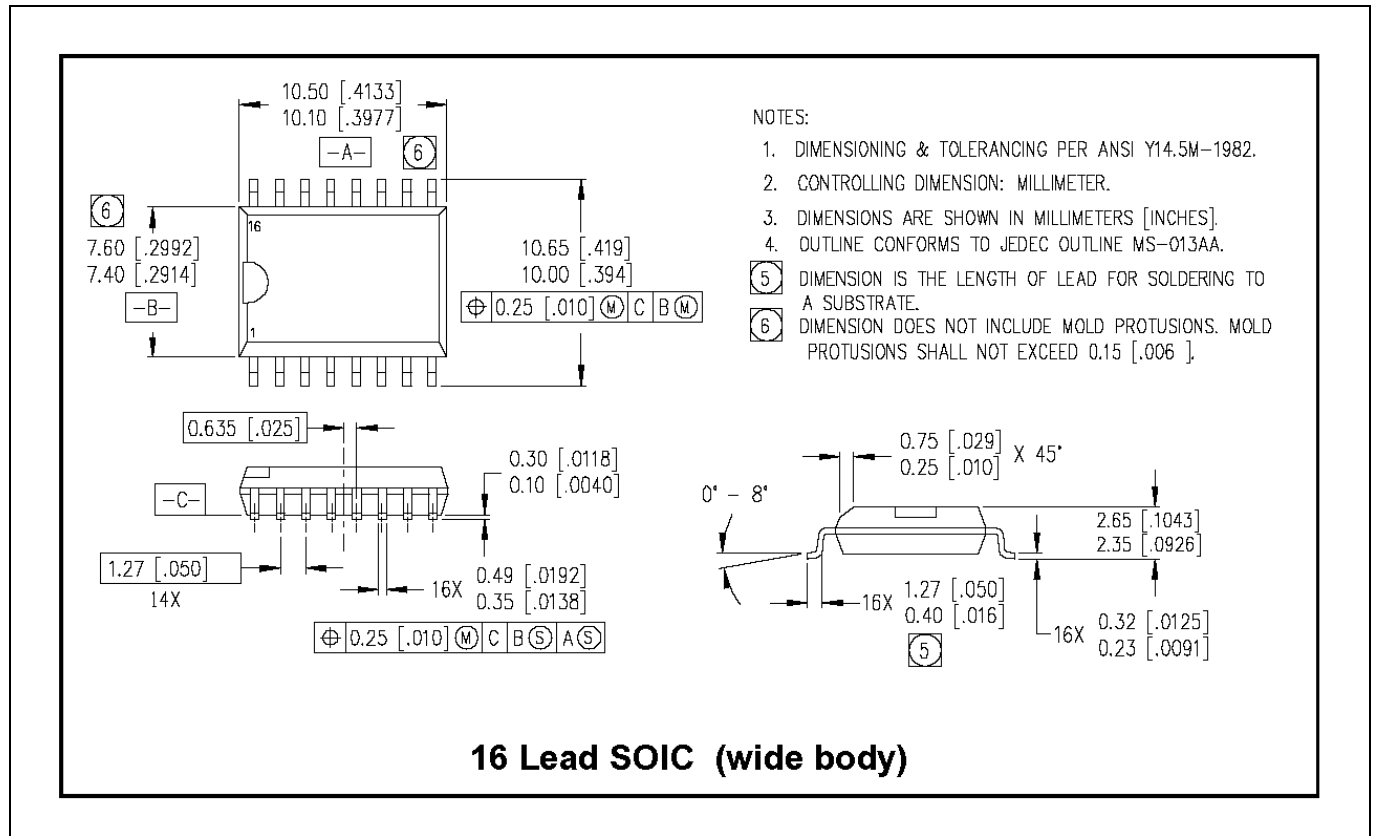 10.50 [.4133]
10.10 [.3977]
-A-
6
NOTES:
1. DIMENSIONING & TOLERANCING PER ANSI Y14.5M-1982.
2. CONTROLLING DIMENSION: MILLIMETER.
3. DIMENSIONS ARE SHOWN IN MILLIMETERS [INCHES].
4. OUTLINE CONFORMS TO JEDEC OUTLINE MS-013AA.
5 DIMENSION IS THE LENGTH OF LEAD FOR SOLDERING TO
A SUBSTRATE.
6 DIMENSION DOES NOT INCLUDE MOLD PROTUSIONS. MOLD
PROTUSIONS SHALL NOT EXCEED 0.15 [.006 ].
6
7.60 [.2992]
7.40 [.2914]
-B-
16
1
10.65 [.419]
10.00 [.394]
⌖ 0.25 [.010] Ⓜ C B Ⓜ
0.635 [.025]
0.30 [.0118]
0.10 [.0040]
-C-
1.27 [.050]
14X
16X 0.49 [.0192]
0.35 [.0138]
⌖ 0.25 [.010] Ⓜ C B Ⓢ A Ⓢ
0.75 [.029]
0.25 [.010]
X 45°
0° - 8°
2.65 [.1043]
2.35 [.0926]
16X 1.27 [.050]
0.40 [.016]
5
16X 0.32 [.0125]
0.23 [.0091]
16 Lead SOIC (wide body)